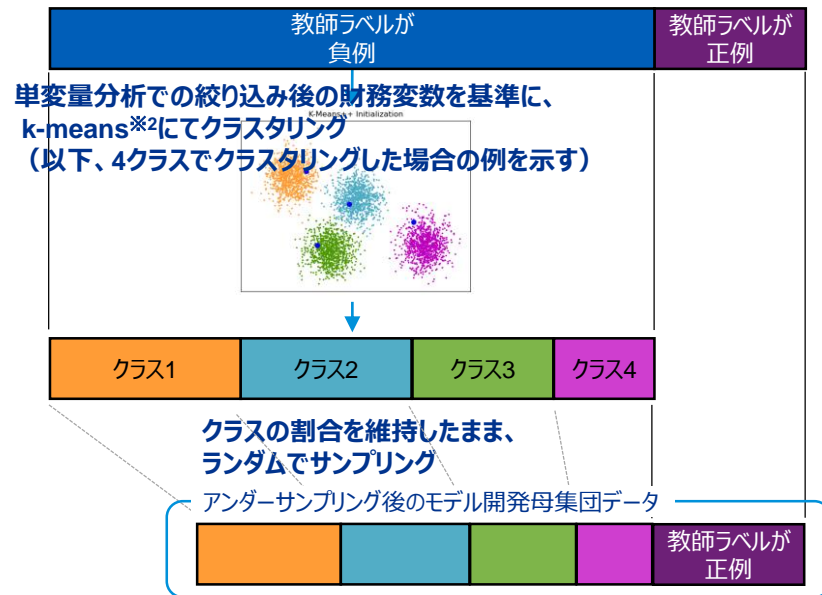 教師ラベルが
負例
教師ラベルが
正例
単変量分析での絞り込み後の財務変数を基準に、
k-means※2にてクラスタリング
K-Means++ Initialization
（以下、4クラスでクラスタリングした場合の例を示す）
クラス1
クラス2
クラス3
クラス4
クラスの割合を維持したまま、
ランダムでサンプリング
アンダーサンプリング後のモデル開発母集団データ
教師ラベルが
正例